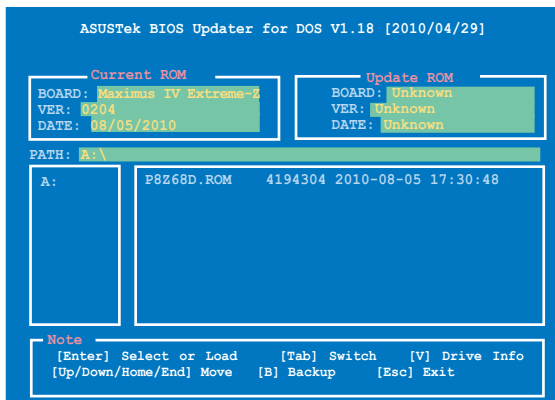 ASUSTek BIOS Updater for DOS V1.18 [2010/04/29]
Current ROM
BOARD: Maximus IV Extreme-Z
VER: 0204
DATE: 08/05/2010
Update ROM
BOARD: Unknown
VER: Unknown
DATE: Unknown
PATH: A:\
A:
P8Z68D.ROM 4194304 2010-08-05 17:30:48
Note
[Enter] Select or Load [Tab] Switch [V] Drive Info
[Up/Down/Home/End] Move [B] Backup [Esc] Exit